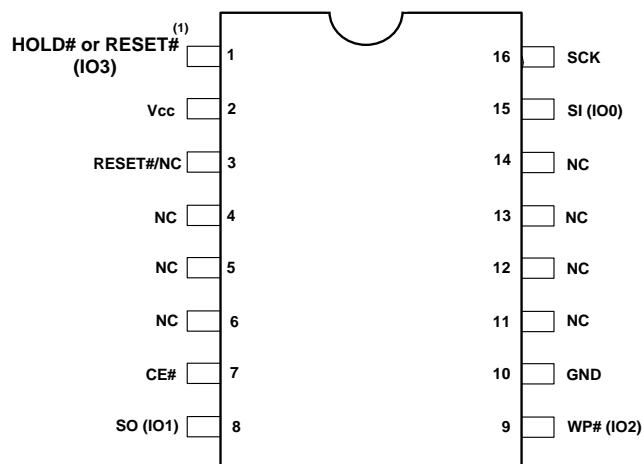 HOLD# or RESET# (1)
(IO3)
1
16
SCK
Vcc
2
15
SI (IO0)
RESET#/NC
3
14
NC
NC
4
13
NC
NC
5
12
NC
NC
6
11
NC
CE#
7
10
GND
SO (IO1)
8
9
WP# (IO2)